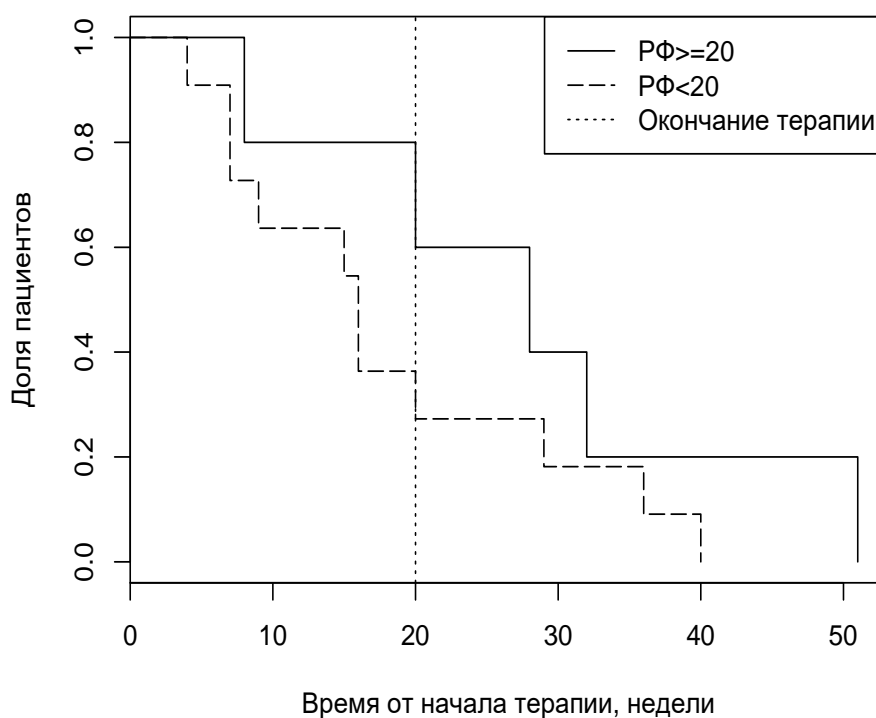 РФ>=20
РФ<20
Окончание терапии
Доля пациентов
1.0
0.8
0.6
0.4
0.2
0.0
0 10 20 30 40 50
Время от начала терапии, недели